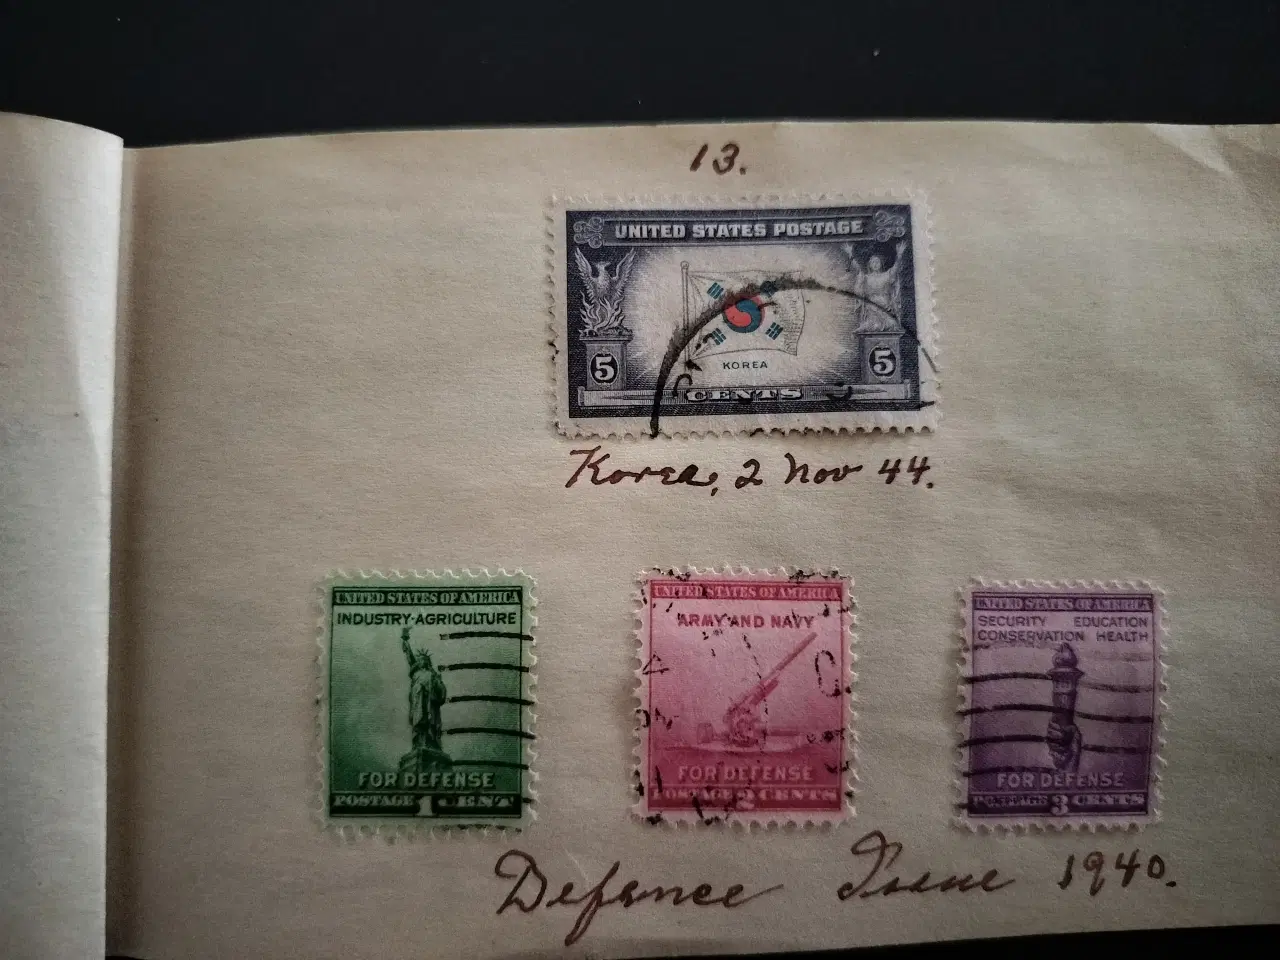 13.
UNITED STATES POSTAGE
KOREA
5 5
CENTS
Korea, 2 Nov 44.
UNITED STATES OF AMERICA
INDUSTRY-AGRICULTURE
FOR DEFENSE
POSTAGE 1 CENT
UNITED STATES OF AMERICA
ARMY AND NAVY
FOR DEFENSE
POSTAGE 2 CENTS
UNITED STATES OF AMERICA
SECURITY EDUCATION
CONSERVATION HEALTH
FOR DEFENSE
POSTAGE 3 CENTS
Defence Issue 1940.